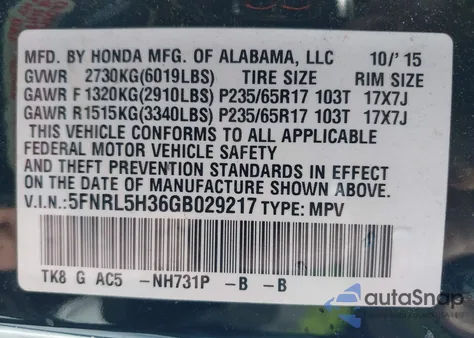 MFD. BY HONDA MFG. OF ALABAMA, LLC 10/'15
GVWR 2730KG(6019LBS) TIRE SIZE RIM SIZE
GAWR F 1320KG(2910LBS) P235/65R17 103T 17X7J
GAWR R 1515KG(3340LBS) P235/65R17 103T 17X7J
THIS VEHICLE CONFORMS TO ALL APPLICABLE
FEDERAL MOTOR VEHICLE SAFETY
AND THEFT PREVENTION STANDARDS IN EFFECT
ON THE DATE OF MANUFACTURE SHOWN ABOVE.
V.I.N.:5FNRL5H36GB029217 TYPE: MPV
TK8 G AC5 -NH731P -B -B
autoSnap